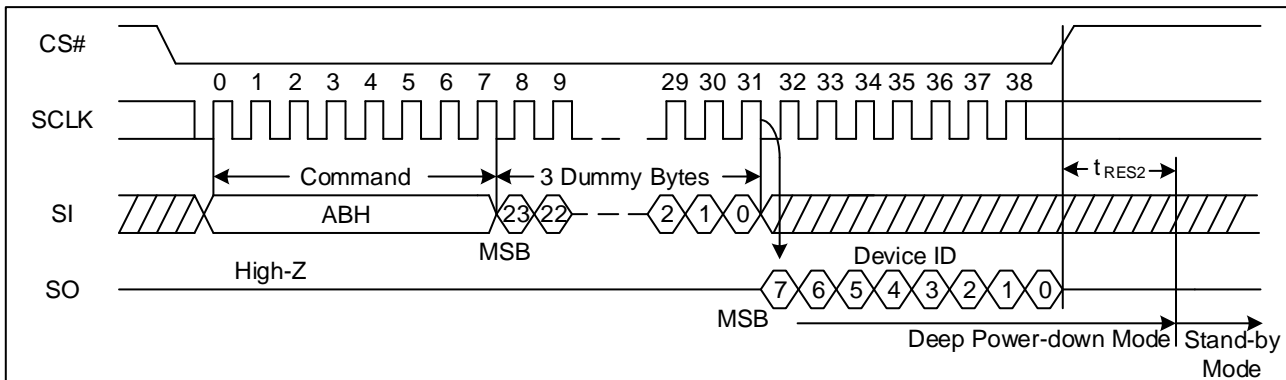 CS#
0 1 2 3 4 5 6 7 8 9 29 30 31 32 33 34 35 36 37 38
SCLK
Command 3 Dummy Bytes tRES2
SI ABH 23 22 2 1 0
MSB
High-Z Device ID
SO 7 6 5 4 3 2 1 0
MSB
Deep Power-down Mode Stand-by
Mode